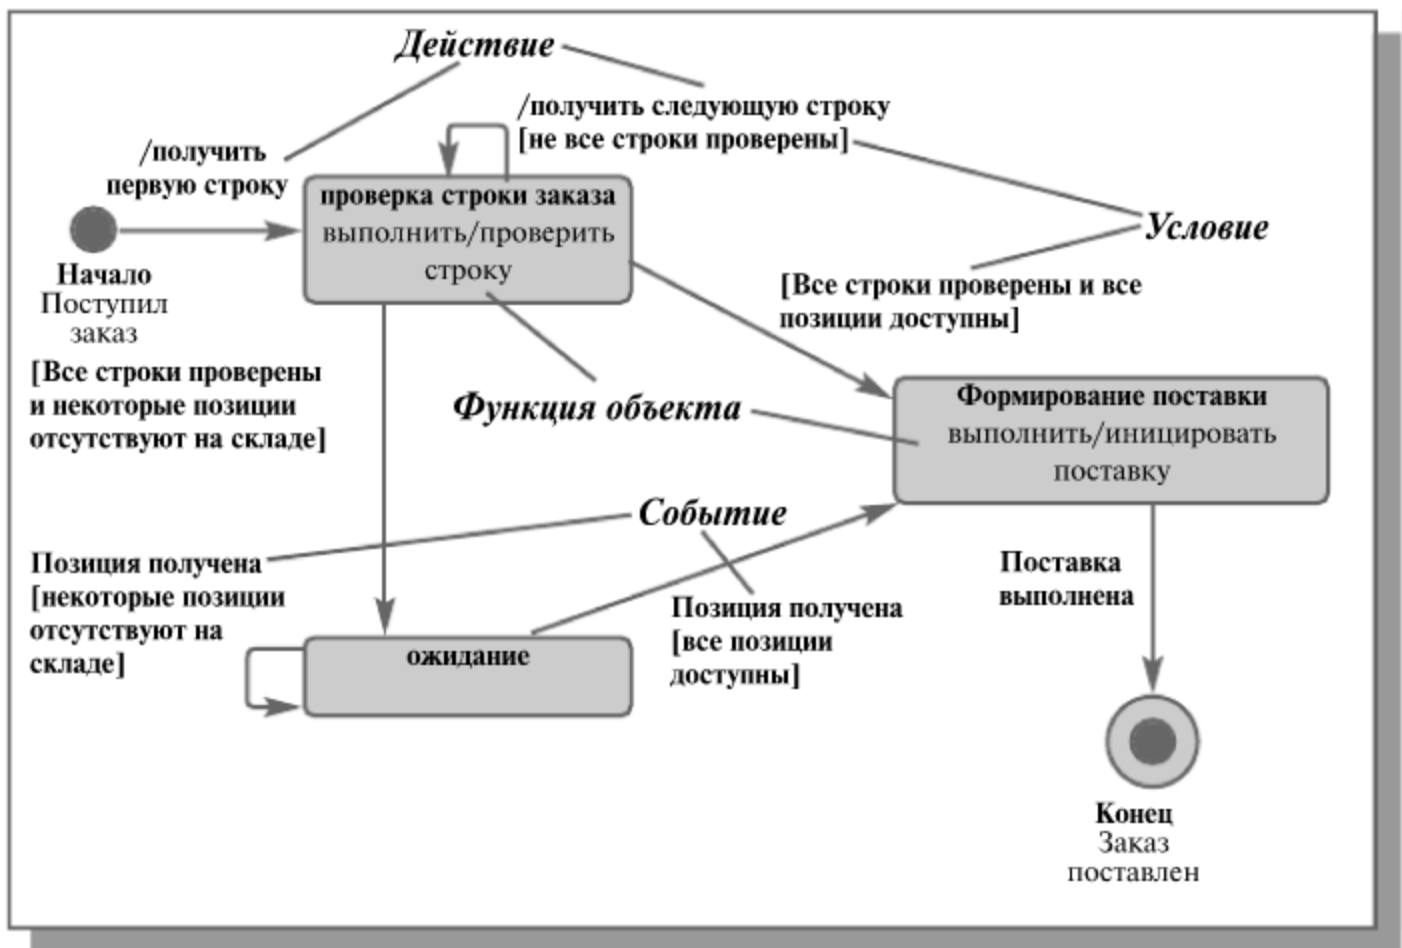 Действие
/получить следующую строку
[не все строки проверены]
/получить
первую строку
проверка строки заказа
выполнить/проверить
строку
Условие
Начало
Поступил
заказ
[Все строки проверены и все
позиции доступны]
[Все строки проверены
и некоторые позиции
отсутствуют на складе]
Функция объекта
Формирование поставки
выполнить/иницировать
поставку
Событие
Позиция получена
[некоторые позиции
отсутствуют на
складе]
Поставка
выполнена
Позиция получена
[все позиции
доступны]
ожидание
Конец
Заказ
поставлен